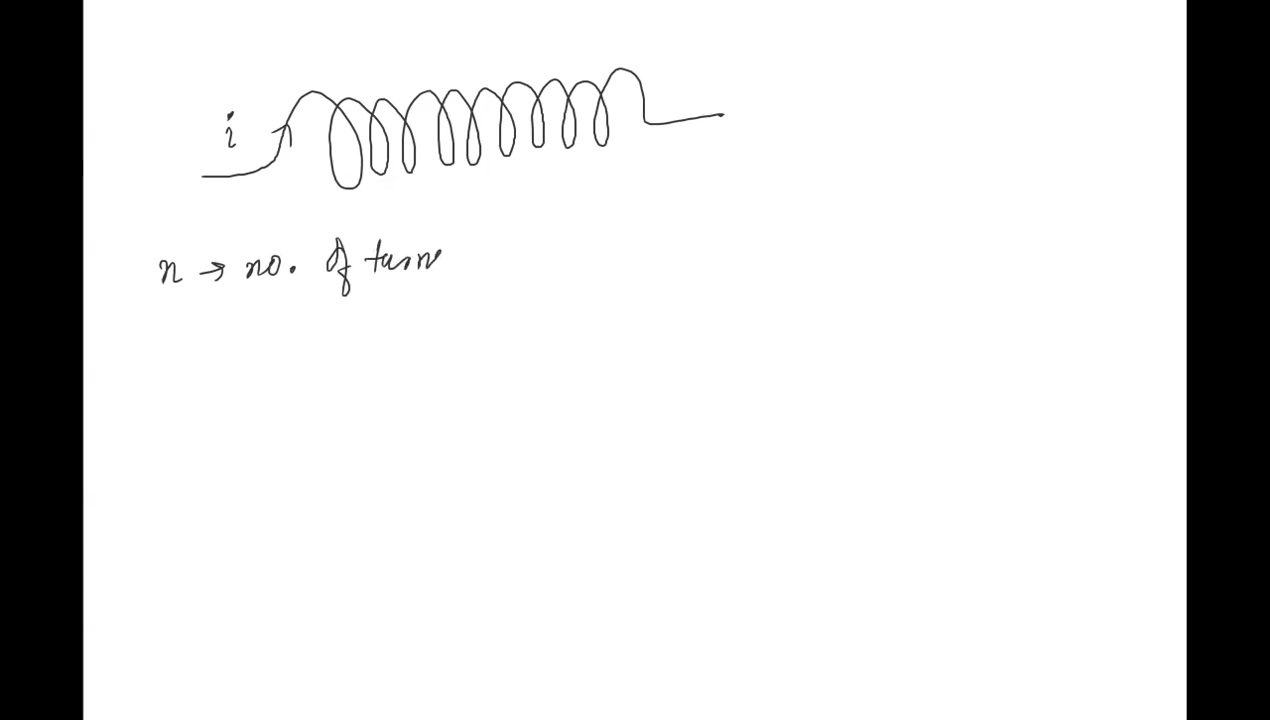 i
n → no. of turn